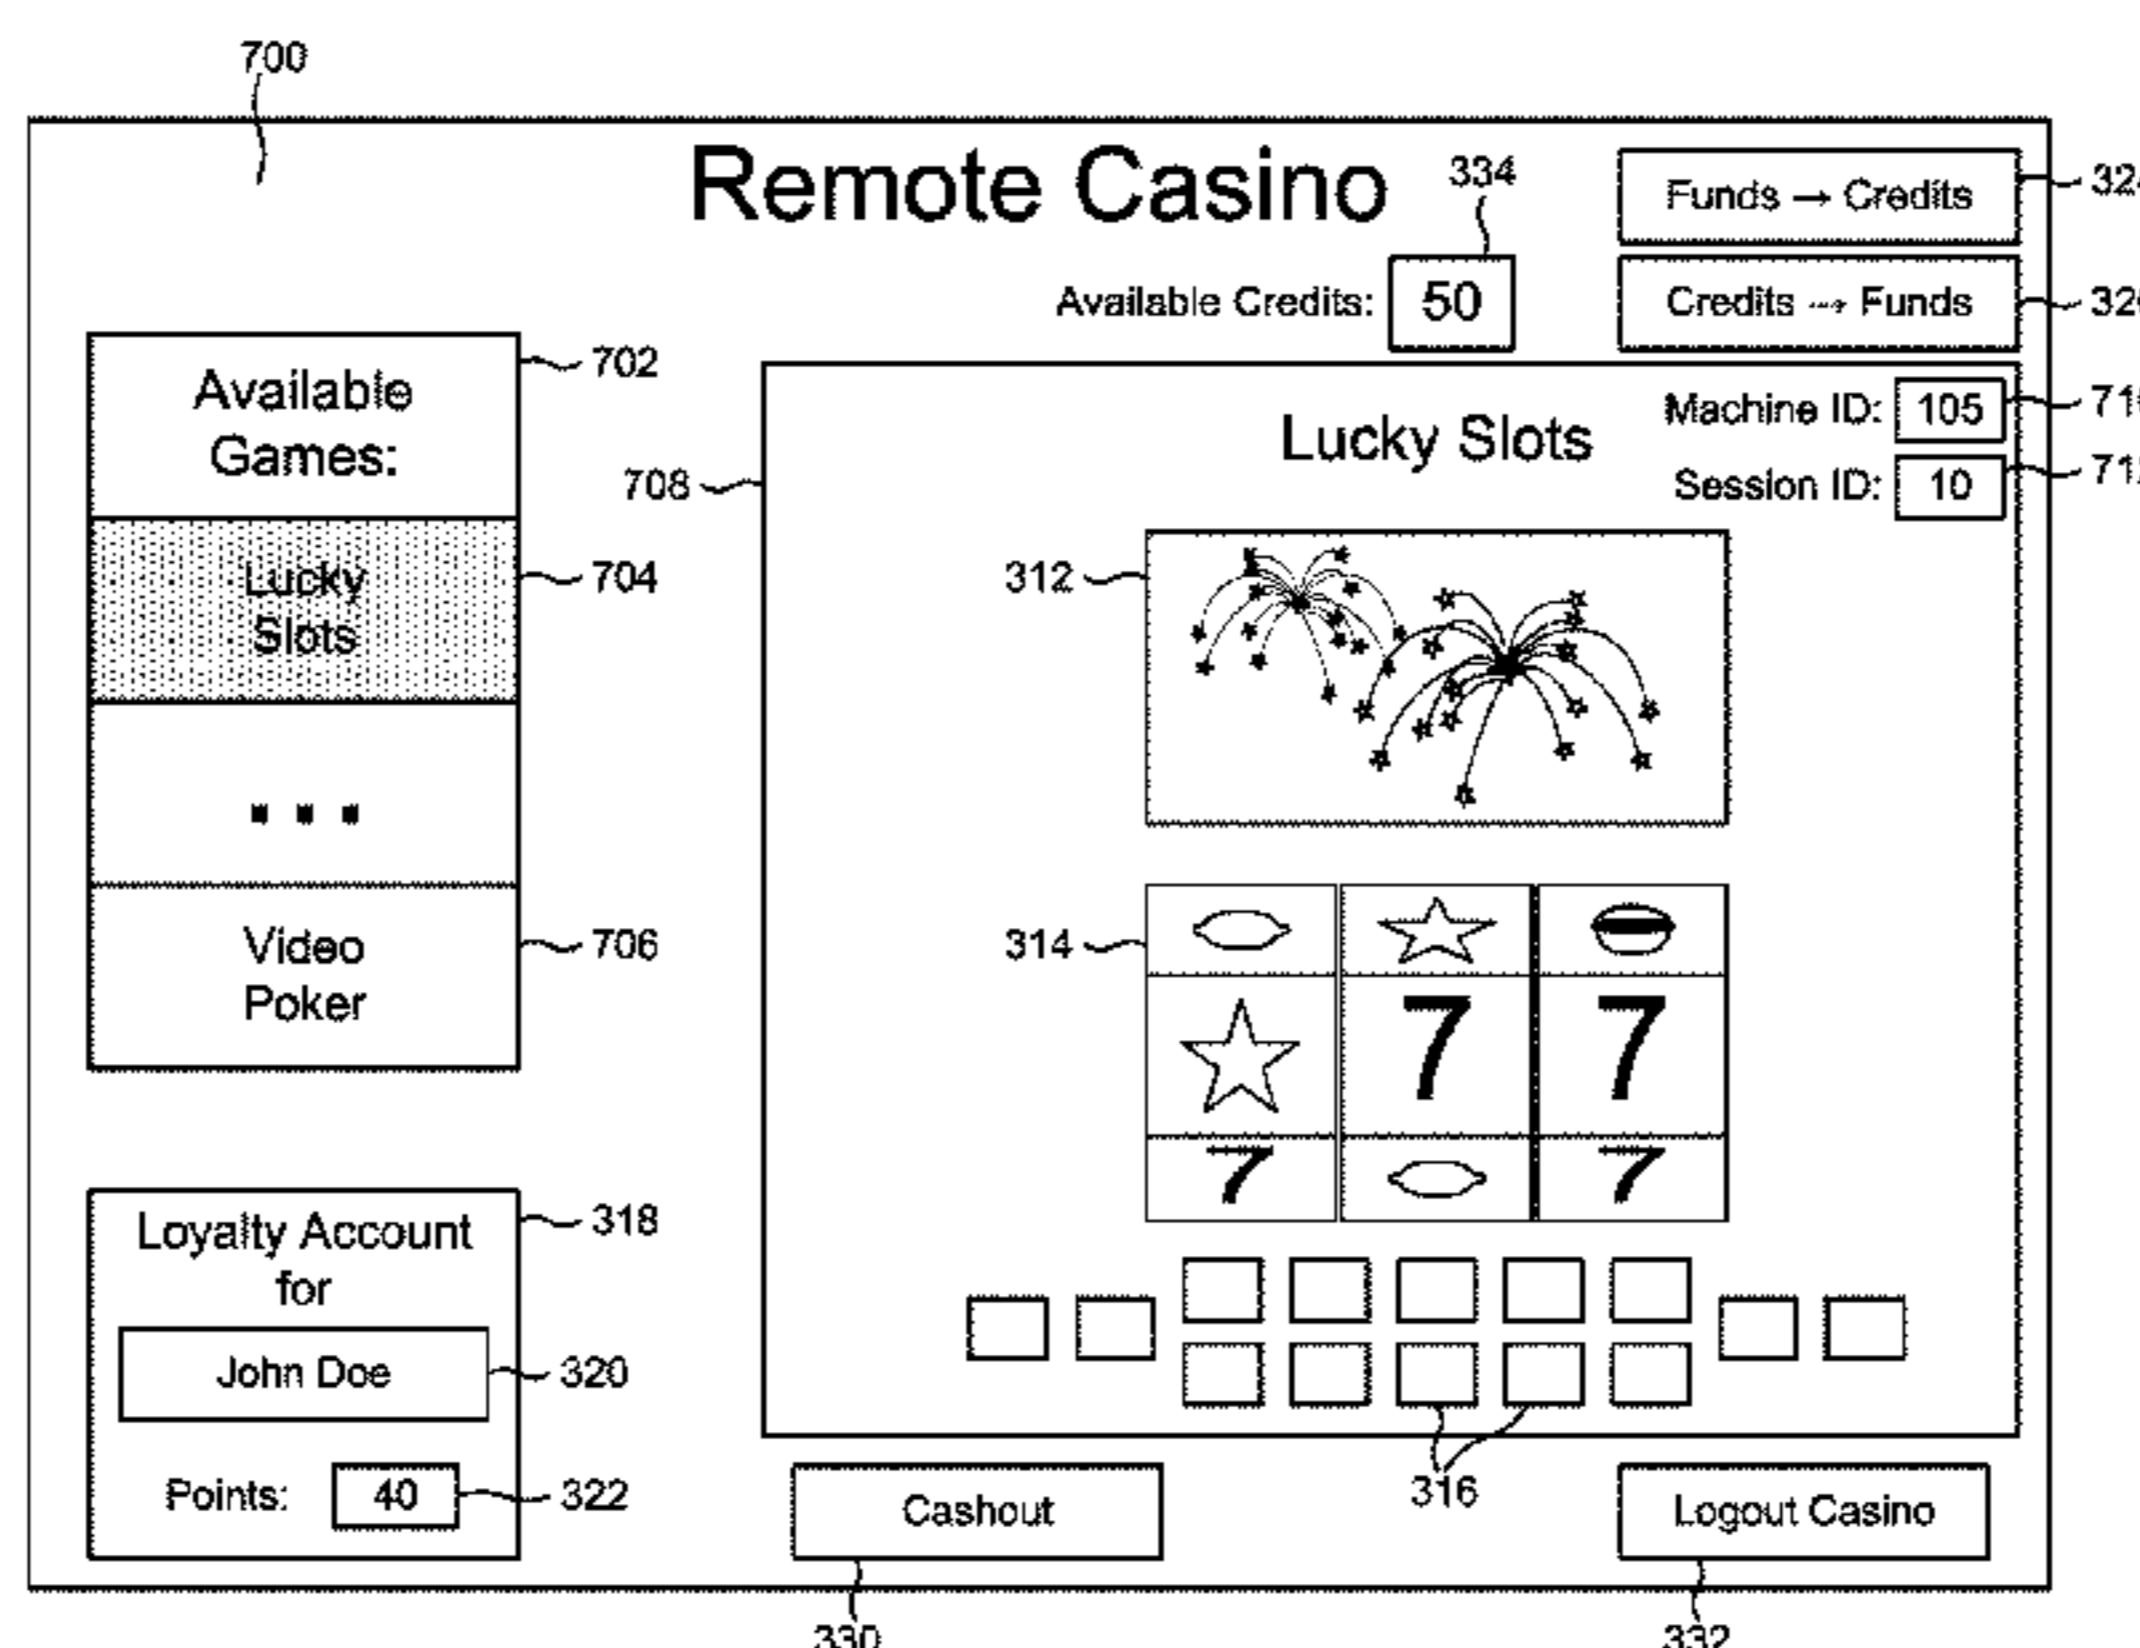 700
Remote Casino
334
Funds → Credits
Available Credits: 50
Credits → Funds
702
Available
Games:
Machine ID: 105
Lucky Slots
708
Session ID: 10
Lucky
Slots
704
312
. . .
Video
Poker
706
314
7 7
7 7
Loyalty Account
for
318
John Doe
320
Points: 40
322
316
Cashout
Logout Casino
330
332